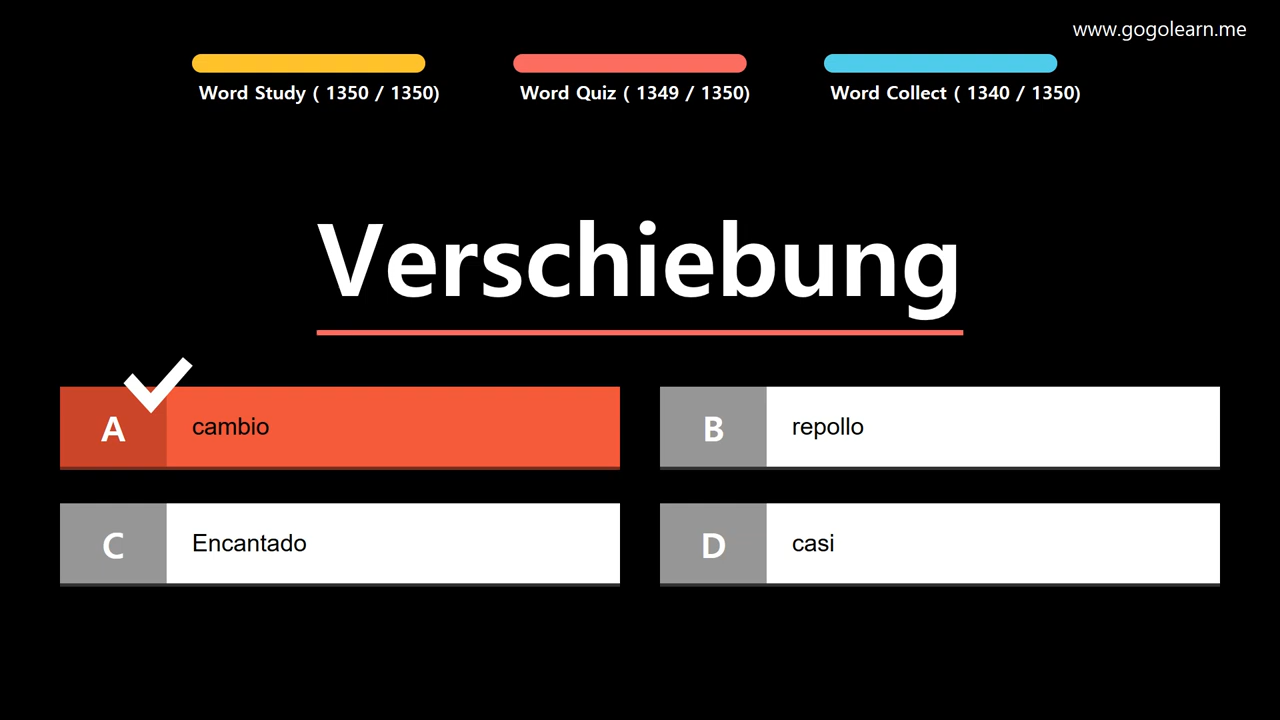 www.gogolearn.me
Word Study ( 1350 / 1350)
Word Quiz ( 1349 / 1350)
Word Collect ( 1340 / 1350)
Verschiebung
A cambio
B repollo
C Encantado
D casi